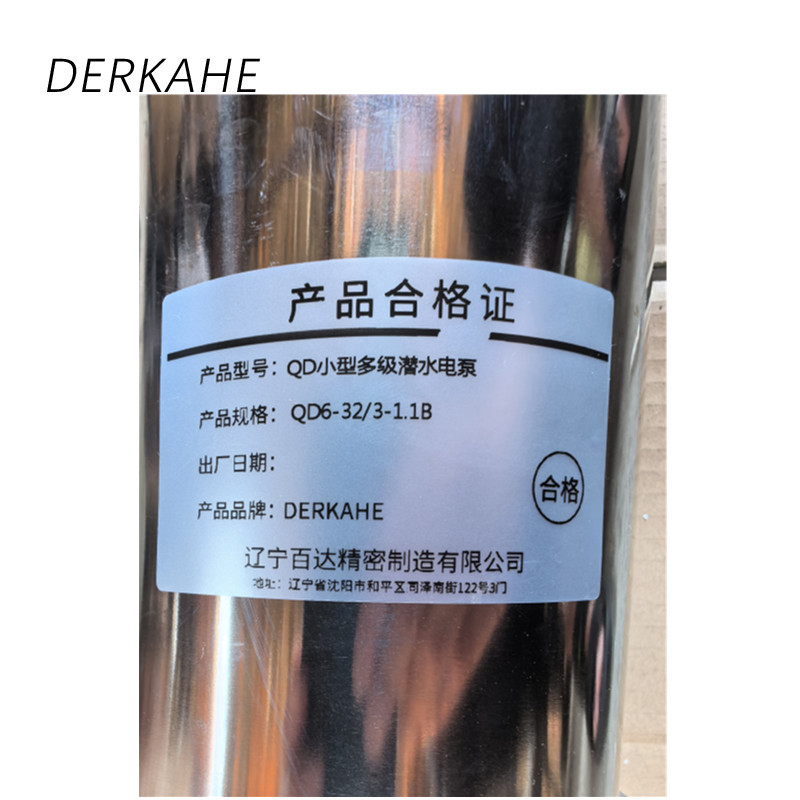 DERKAHE
产品合格证
产品型号：QD小型多级潜水电泵
产品规格：QD6-32/3-1.1B
出厂日期：
产品品牌：DERKAHE
合格
辽宁百达精密制造有限公司
地址：辽宁省沈阳市和平区同泽南街122号3门